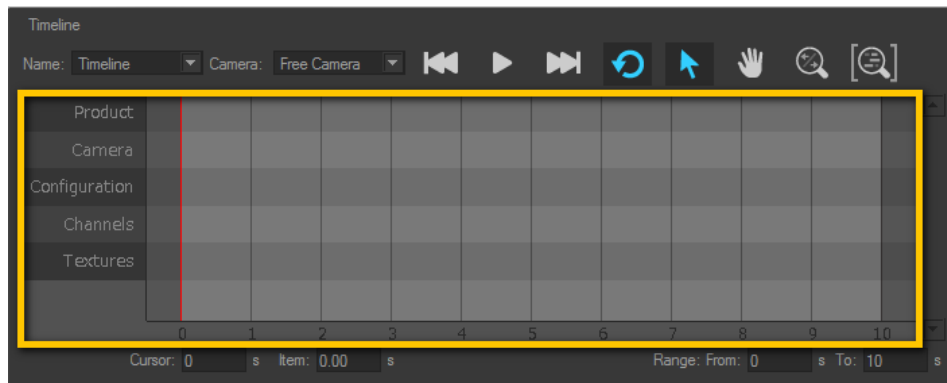 Timeline
Name: Timeline Camera: Free Camera
Product
Camera
Configuration
Channels
Textures
0 1 2 3 4 5 6 7 8 9 10
Cursor: 0 s Item: 0.00 s Range: From: 0 s To: 10 s